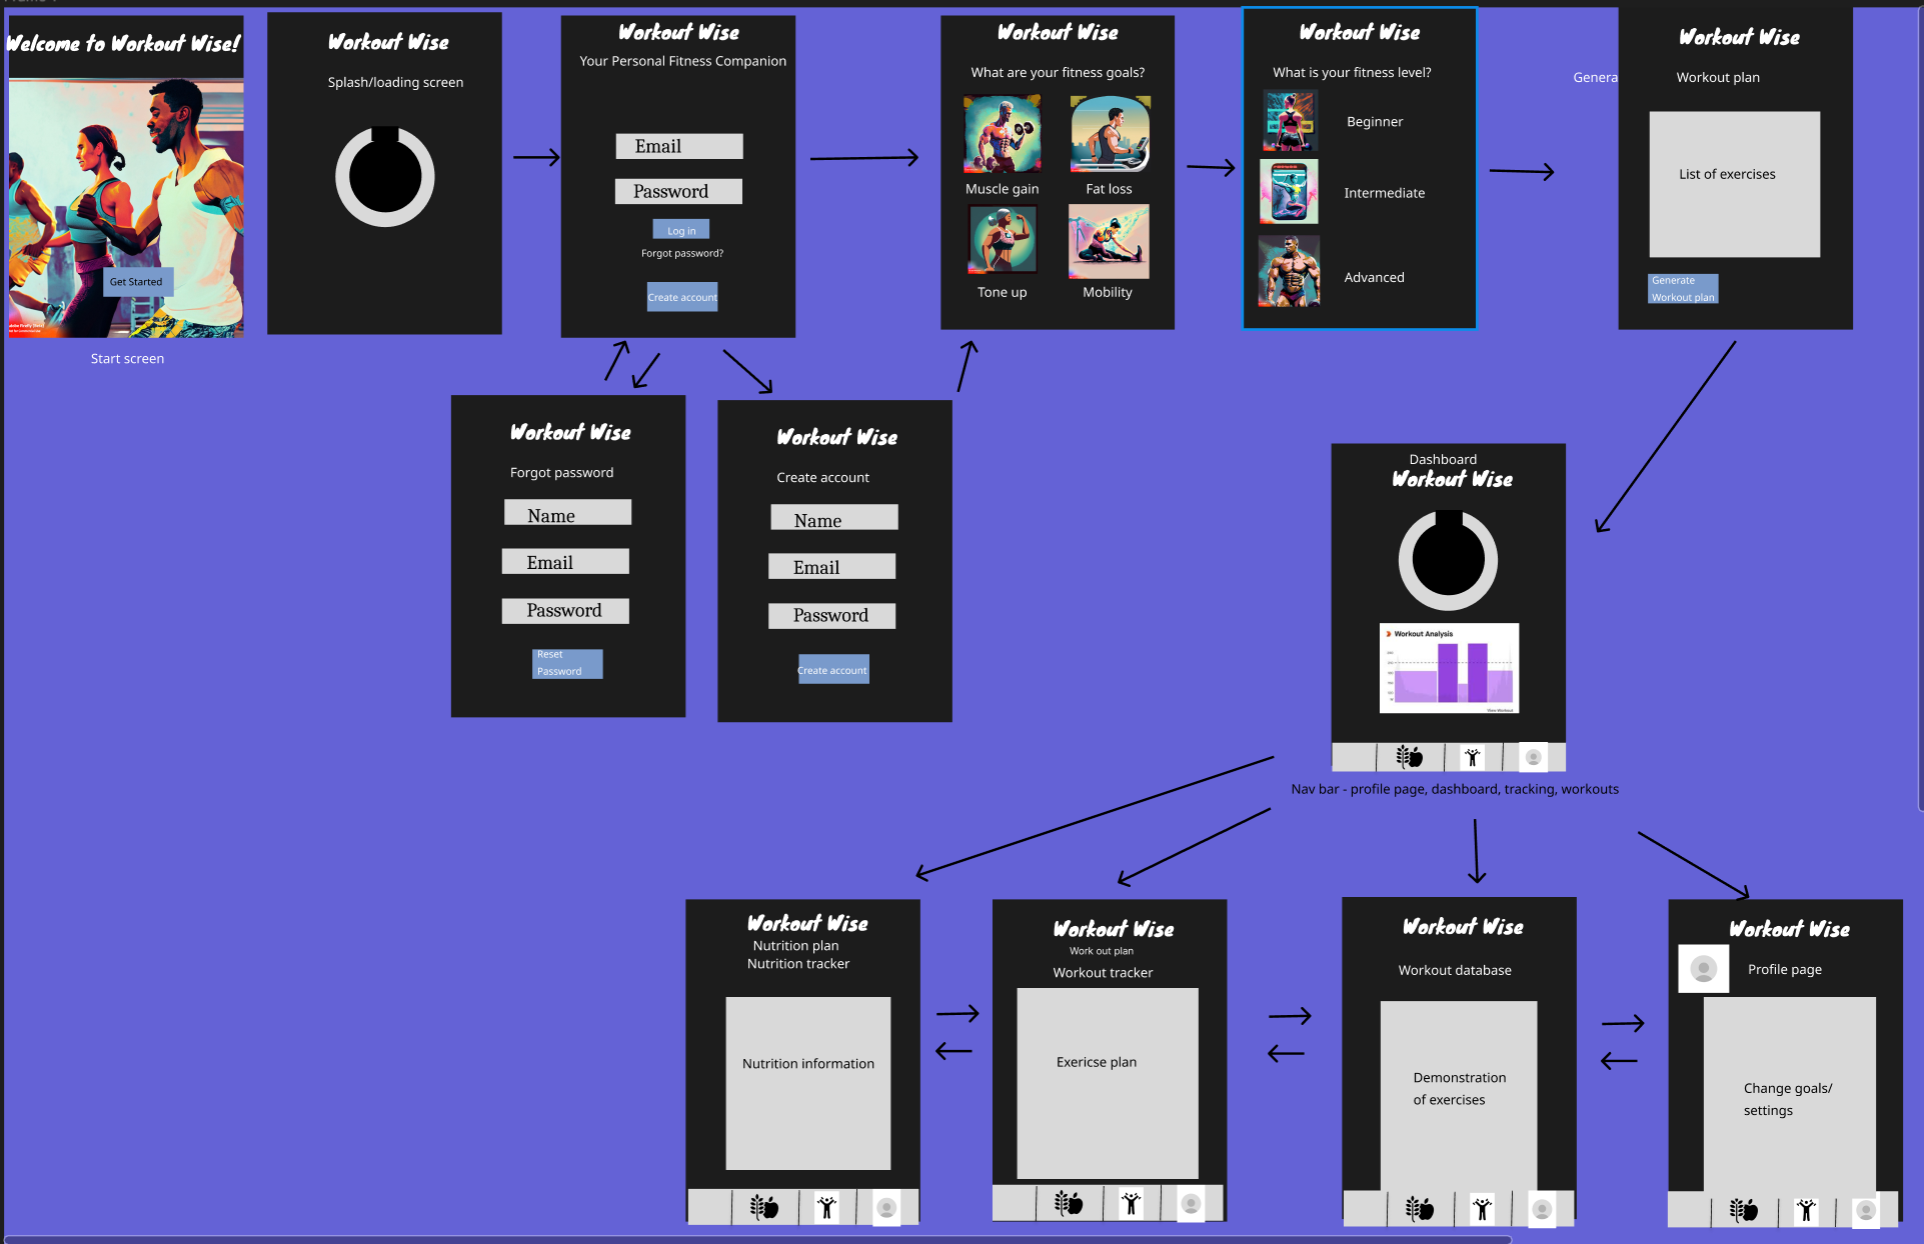 Welcome to Workout Wise!
Get Started
Start screen
Workout Wise
Splash/loading screen
Workout Wise
Your Personal Fitness Companion
Email
Password
Log in
Forgot password?
Create account
Workout Wise
What are your fitness goals?
Muscle gain
Fat loss
Tone up
Mobility
Workout Wise
What is your fitness level?
Beginner
Intermediate
Advanced
Genera
Workout Wise
Workout plan
List of exercises
Generate
Workout plan
Workout Wise
Forgot password
Name
Email
Password
Reset
Password
Workout Wise
Create account
Name
Email
Password
Create account
Dashboard
Workout Wise
Workout Analysis
View Workout
Nav bar - profile page, dashboard, tracking, workouts
Workout Wise
Nutrition plan
Nutrition tracker
Nutrition information
Workout Wise
Work out plan
Workout tracker
Exericse plan
Workout Wise
Workout database
Demonstration
of exercises
Workout Wise
Profile page
Change goals/
settings